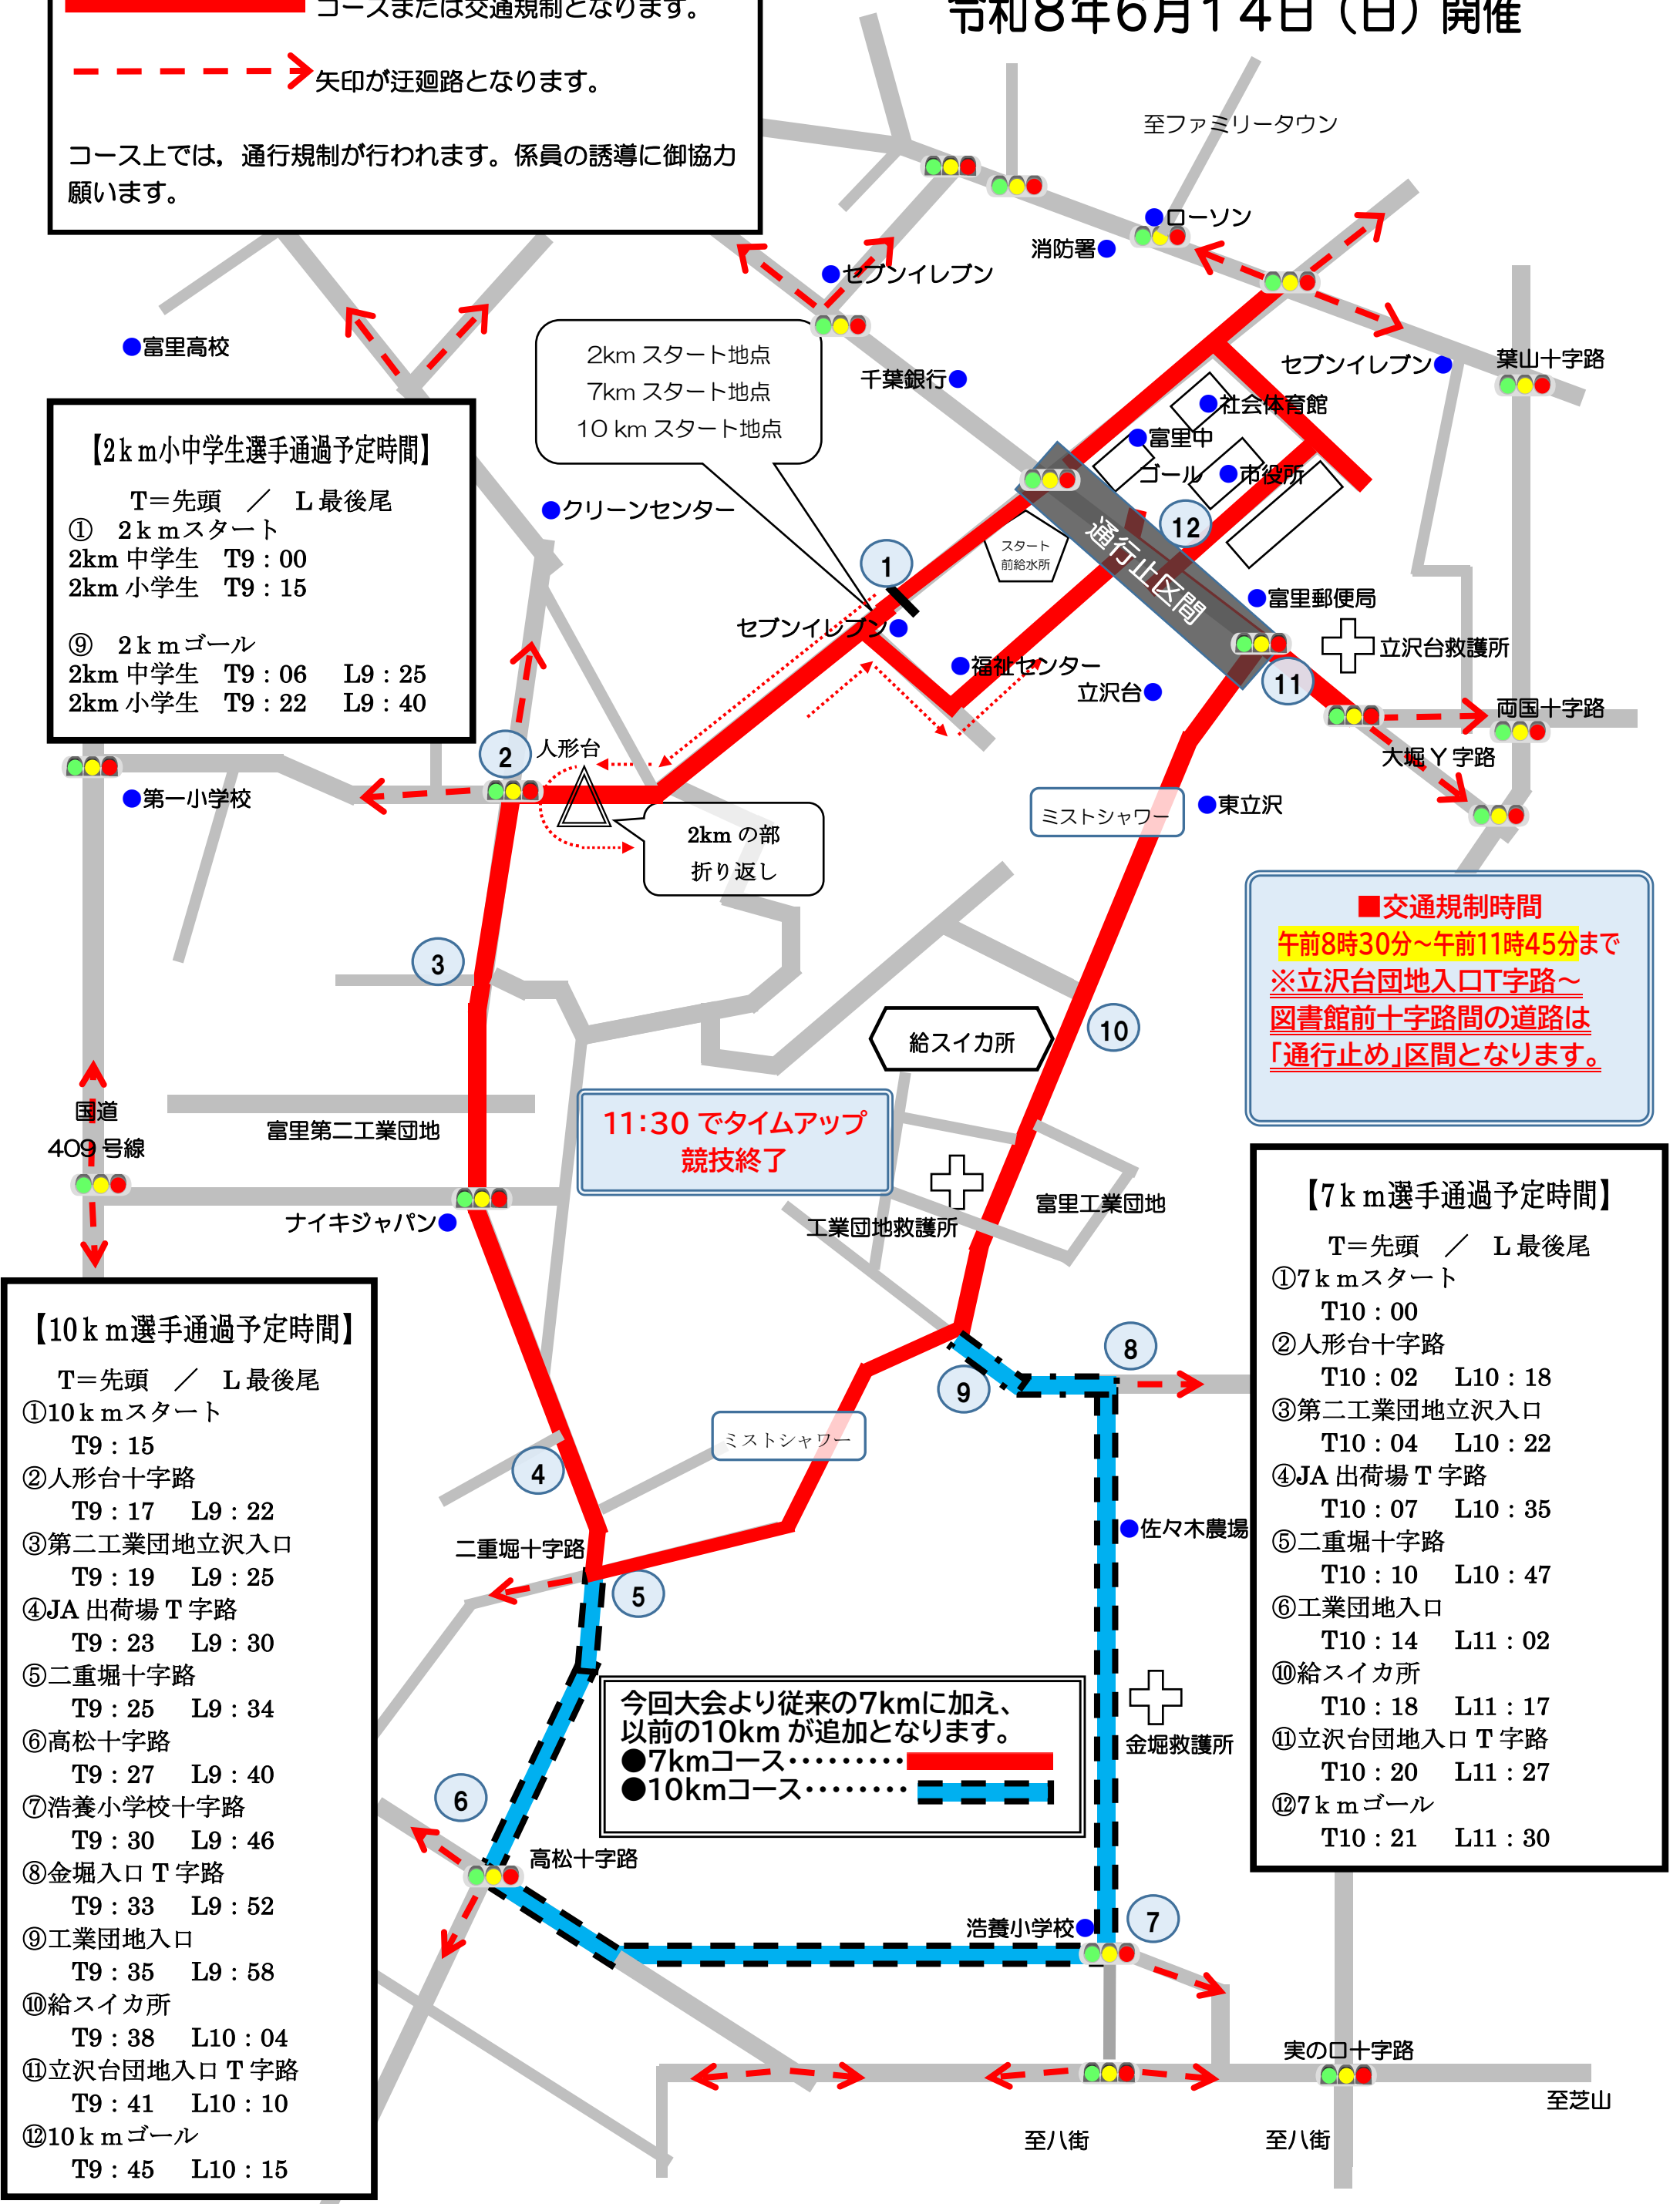 コースまたは交通規制となります。
矢印が迂廻路となります。
コース上では，通行規制が行われます。係員の誘導に御協力
願います。
令和８年６月１４日（日）開催
至ファミリータウン
ローソン
消防署
セブンイレブン
富里高校
2km スタート地点
7km スタート地点
10 km スタート地点
千葉銀行
セブンイレブン
葉山十字路
社会体育館
富里中
ゴール
市役所
【2ｋm小中学生選手通過予定時間】
T＝先頭　／　L 最後尾
①　2ｋｍスタート
2km 中学生　T9：00
2km 小学生　T9：15
⑨　2ｋｍゴール
2km 中学生　T9：06　L9：25
2km 小学生　T9：22　L9：40
クリーンセンター
スタート
前給水所
通行止区間
12
1
富里郵便局
セブンイレブン
立沢台救護所
福祉センター
立沢台
11
両国十字路
大堀 Y 字路
2
人形台
第一小学校
2km の部
折り返し
ミストシャワー
東立沢
■交通規制時間
午前8時30分～午前11時45分まで
※立沢台団地入口T字路～
図書館前十字路間の道路は
「通行止め」区間となります。
3
10
給スイカ所
国道
409 号線
富里第二工業団地
11：30 でタイムアップ
競技終了
ナイキジャパン
工業団地救護所
富里工業団地
【7ｋm選手通過予定時間】
T＝先頭　／　L 最後尾
①7ｋｍスタート
T10：00
②人形台十字路
T10：02　L10：18
③第二工業団地立沢入口
T10：04　L10：22
④JA 出荷場 T 字路
T10：07　L10：35
⑤二重堀十字路
T10：10　L10：47
⑥工業団地入口
T10：14　L11：02
⑩給スイカ所
T10：18　L11：17
⑪立沢台団地入口 T 字路
T10：20　L11：27
⑫7ｋｍゴール
T10：21　L11：30
【10ｋm選手通過予定時間】
T＝先頭　／　L 最後尾
①10ｋｍスタート
T9：15
②人形台十字路
T9：17　L9：22
③第二工業団地立沢入口
T9：19　L9：25
④JA 出荷場 T 字路
T9：23　L9：30
⑤二重堀十字路
T9：25　L9：34
⑥高松十字路
T9：27　L9：40
⑦浩養小学校十字路
T9：30　L9：46
⑧金堀入口 T 字路
T9：33　L9：52
⑨工業団地入口
T9：35　L9：58
⑩給スイカ所
T9：38　L10：04
⑪立沢台団地入口 T 字路
T9：41　L10：10
⑫10ｋｍゴール
T9：45　L10：15
8
9
ミストシャワー
4
二重堀十字路
5
佐々木農場
今回大会より従来の7kmに加え、
以前の10km が追加となります。
●7kmコース・・・・・・・・・
●10kmコース・・・・・・・・
金堀救護所
6
高松十字路
浩養小学校
7
実の口十字路
至芝山
至八街
至八街